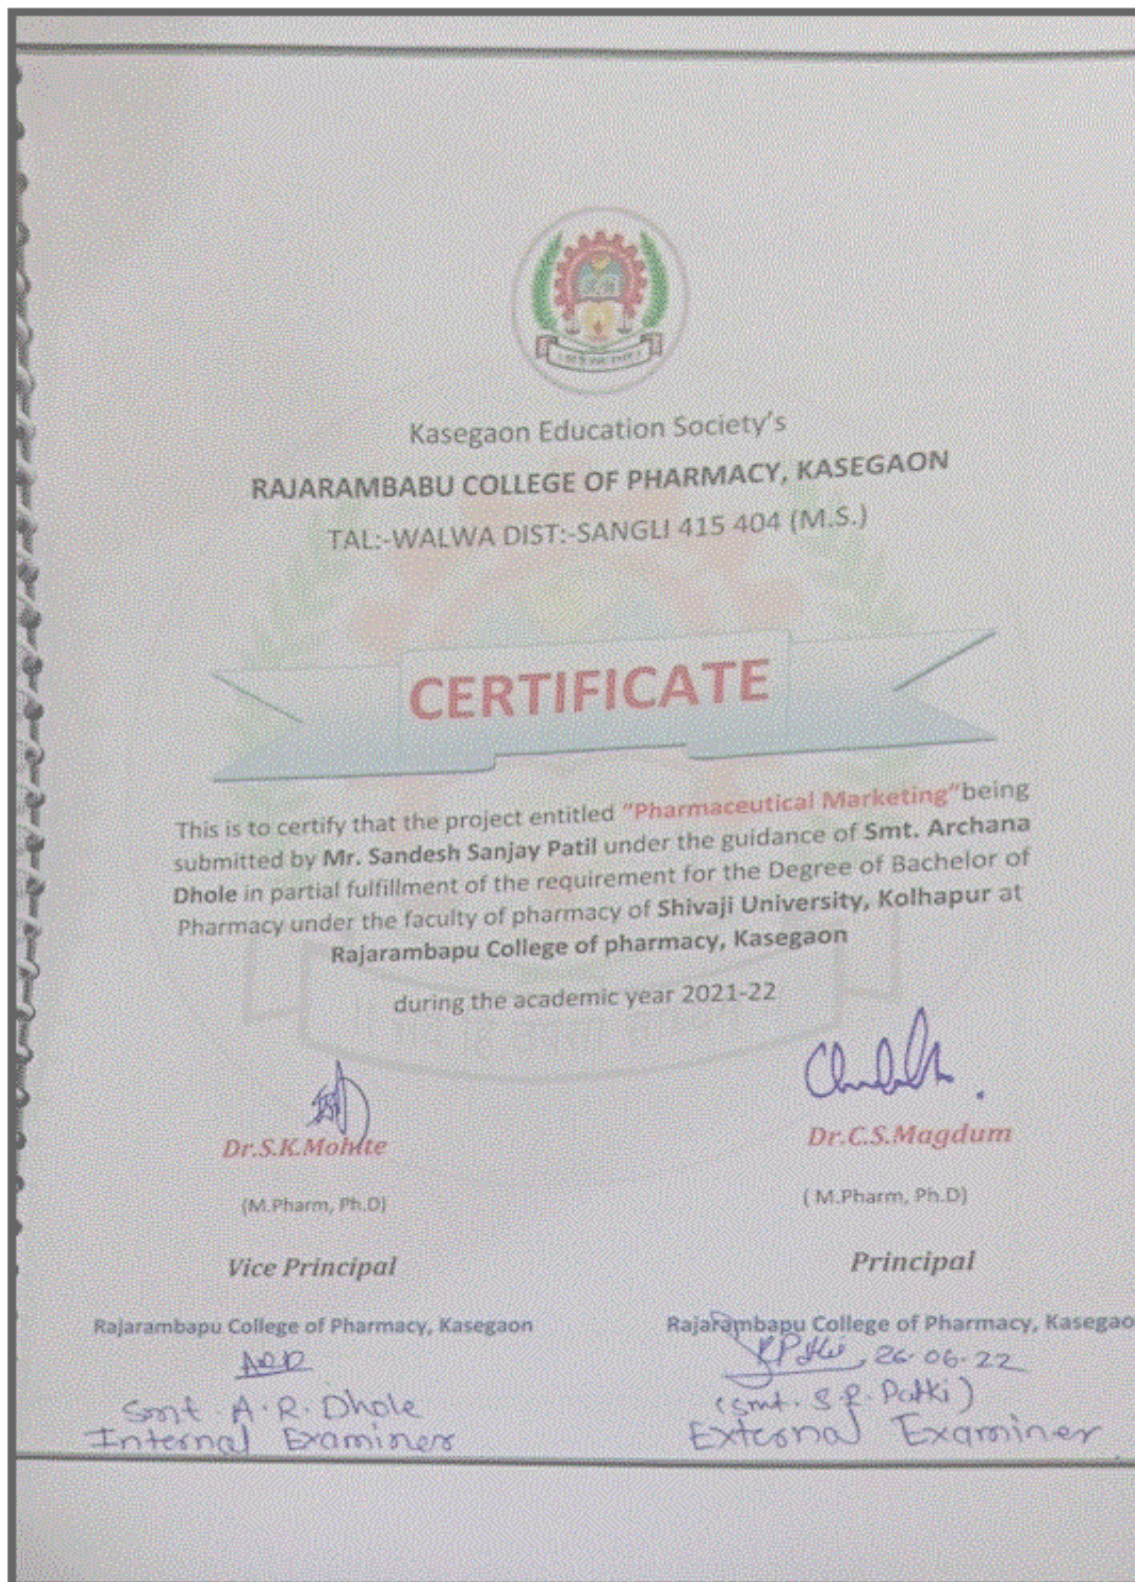 Kasegaon Education Society's
RAJARAMBABU COLLEGE OF PHARMACY, KASEGAON
TAL:-WALWA DIST:-SANGLI 415 404 (M.S.)
CERTIFICATE
This is to certify that the project entitled "Pharmaceutical Marketing"being
submitted by Mr. Sandesh Sanjay Patil under the guidance of Smt. Archana
Dhole in partial fulfillment of the requirement for the Degree of Bachelor of
Pharmacy under the faculty of pharmacy of Shivaji University, Kolhapur at
Rajarambapu College of pharmacy, Kasegaon
during the academic year 2021-22
Dr.S.K.Mohite Dr.C.S.Magdum
(M.Pharm, Ph.D) ( M.Pharm, Ph.D)
Vice Principal Principal
Rajarambapu College of Pharmacy, Kasegaon Rajarambapu College of Pharmacy, Kasegao
26.06.22
Smt A.R. Dhole (Smt. S.R. Patki)
Internal Examiner External Examiner